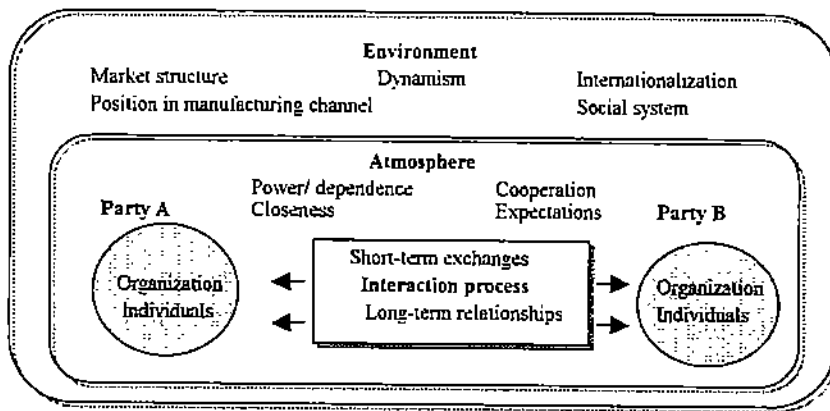 Environment
Market structure Dynamism Internationalization
Position in manufacturing channel Social system
Atmosphere
Power/ dependence Cooperation
Party A Closeness Expectations Party B
Short-term exchanges
Organization Interaction process Organization
Individuals Long-term relationships Individuals